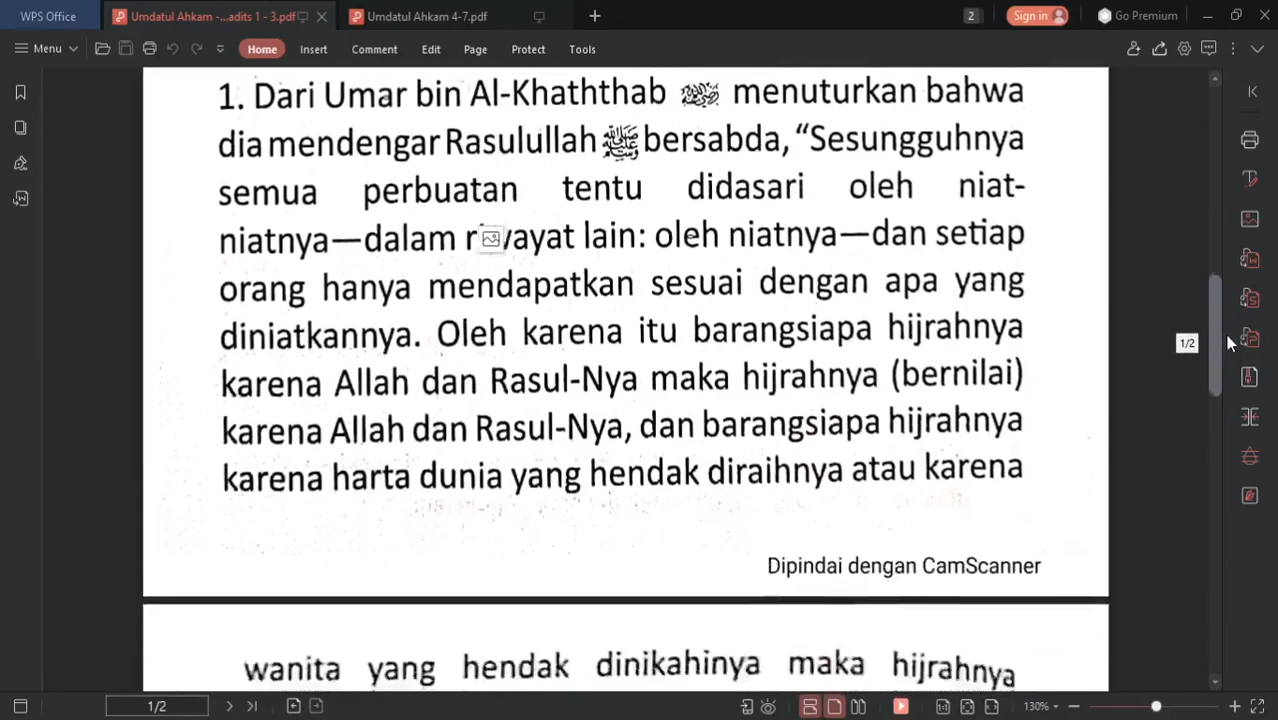 WPS Office
Umdatul Ahkam -...adits 1 - 3.pdf
Umdatul Ahkam 4-7.pdf
2
Sign in
Go Premium
Menu
Home
Insert
Comment
Edit
Page
Protect
Tools
1. Dari Umar bin Al-Khaththab menuturkan bahwa
dia mendengar Rasulullah ﷺ bersabda, “Sesungguhnya
semua perbuatan tentu didasari oleh niat-
niatnya—dalam lain: oleh niatnya—dan setiap
orang hanya mendapatkan sesuai dengan apa yang
diniatkannya. Oleh karena itu barangsiapa hijrahnya
karena Allah dan Rasul-Nya maka hijrahnya (bernilai)
karena Allah dan Rasul-Nya, dan barangsiapa hijrahnya
karena harta dunia yang hendak diraihnya atau karena
Dipindai dengan CamScanner
wanita yang hendak dinikahinya maka hijrahnya
1/2
1/2
130%